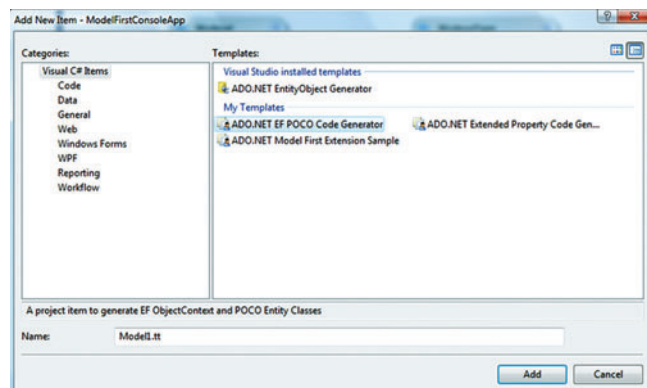 Add New Item - ModelFirstConsoleApp
Categories:
Templates:
Visual C# Items
Code
Data
General
Web
Windows Forms
WPF
Reporting
Workflow
Visual Studio installed templates
ADO.NET EntityObject Generator
My Templates
ADO.NET EF POCO Code Generator
ADO.NET Extended Property Code Gen...
ADO.NET Model First Extension Sample
A project item to generate EF ObjectContext and POCO Entity Classes
Name:
Model1.tt
Add
Cancel